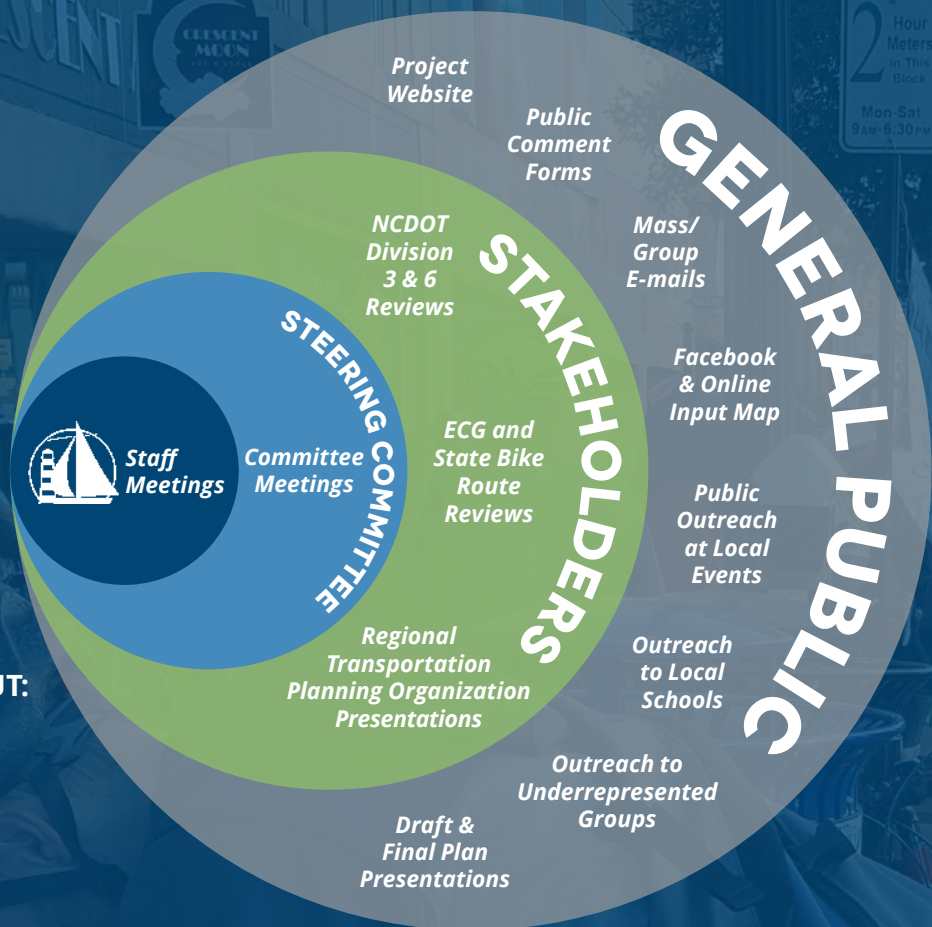 CRESCENT
MOON
2
Hour
Meters
in This
Block
Mon-Sat
9AM-6:30PM
Project
Website
Public
Comment
Forms
GENERAL PUBLIC
Mass/
Group
E-mails
Facebook
& Online
Input Map
Public
Outreach
at Local
Events
Outreach
to Local
Schools
Outreach to
Underrepresented
Groups
Draft &
Final Plan
Presentations
STAKEHOLDERS
NCDOT
Division
3 & 6
Reviews
ECG and
State Bike
Route
Reviews
Regional
Transportation
Planning Organization
Presentations
STEERING COMMITTEE
Committee
Meetings
Staff
Meetings
UT: